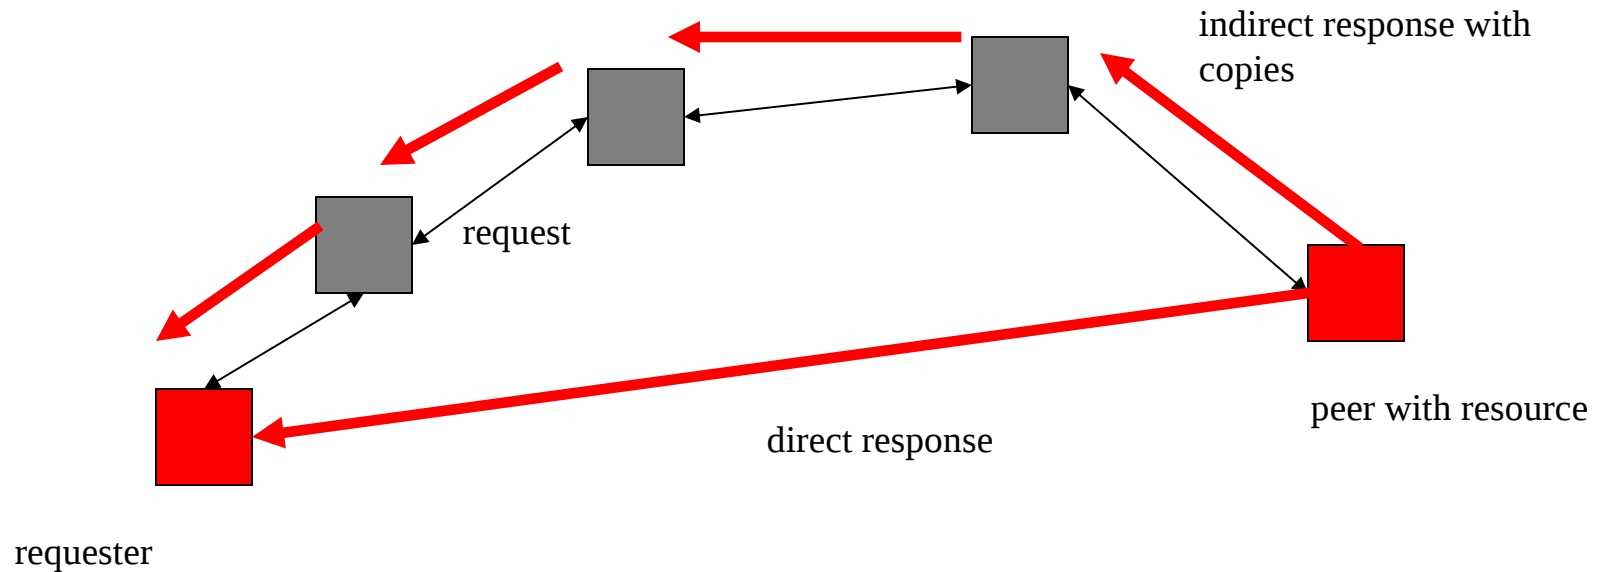 indirect response with
copies
request
peer with resource
direct response
requester